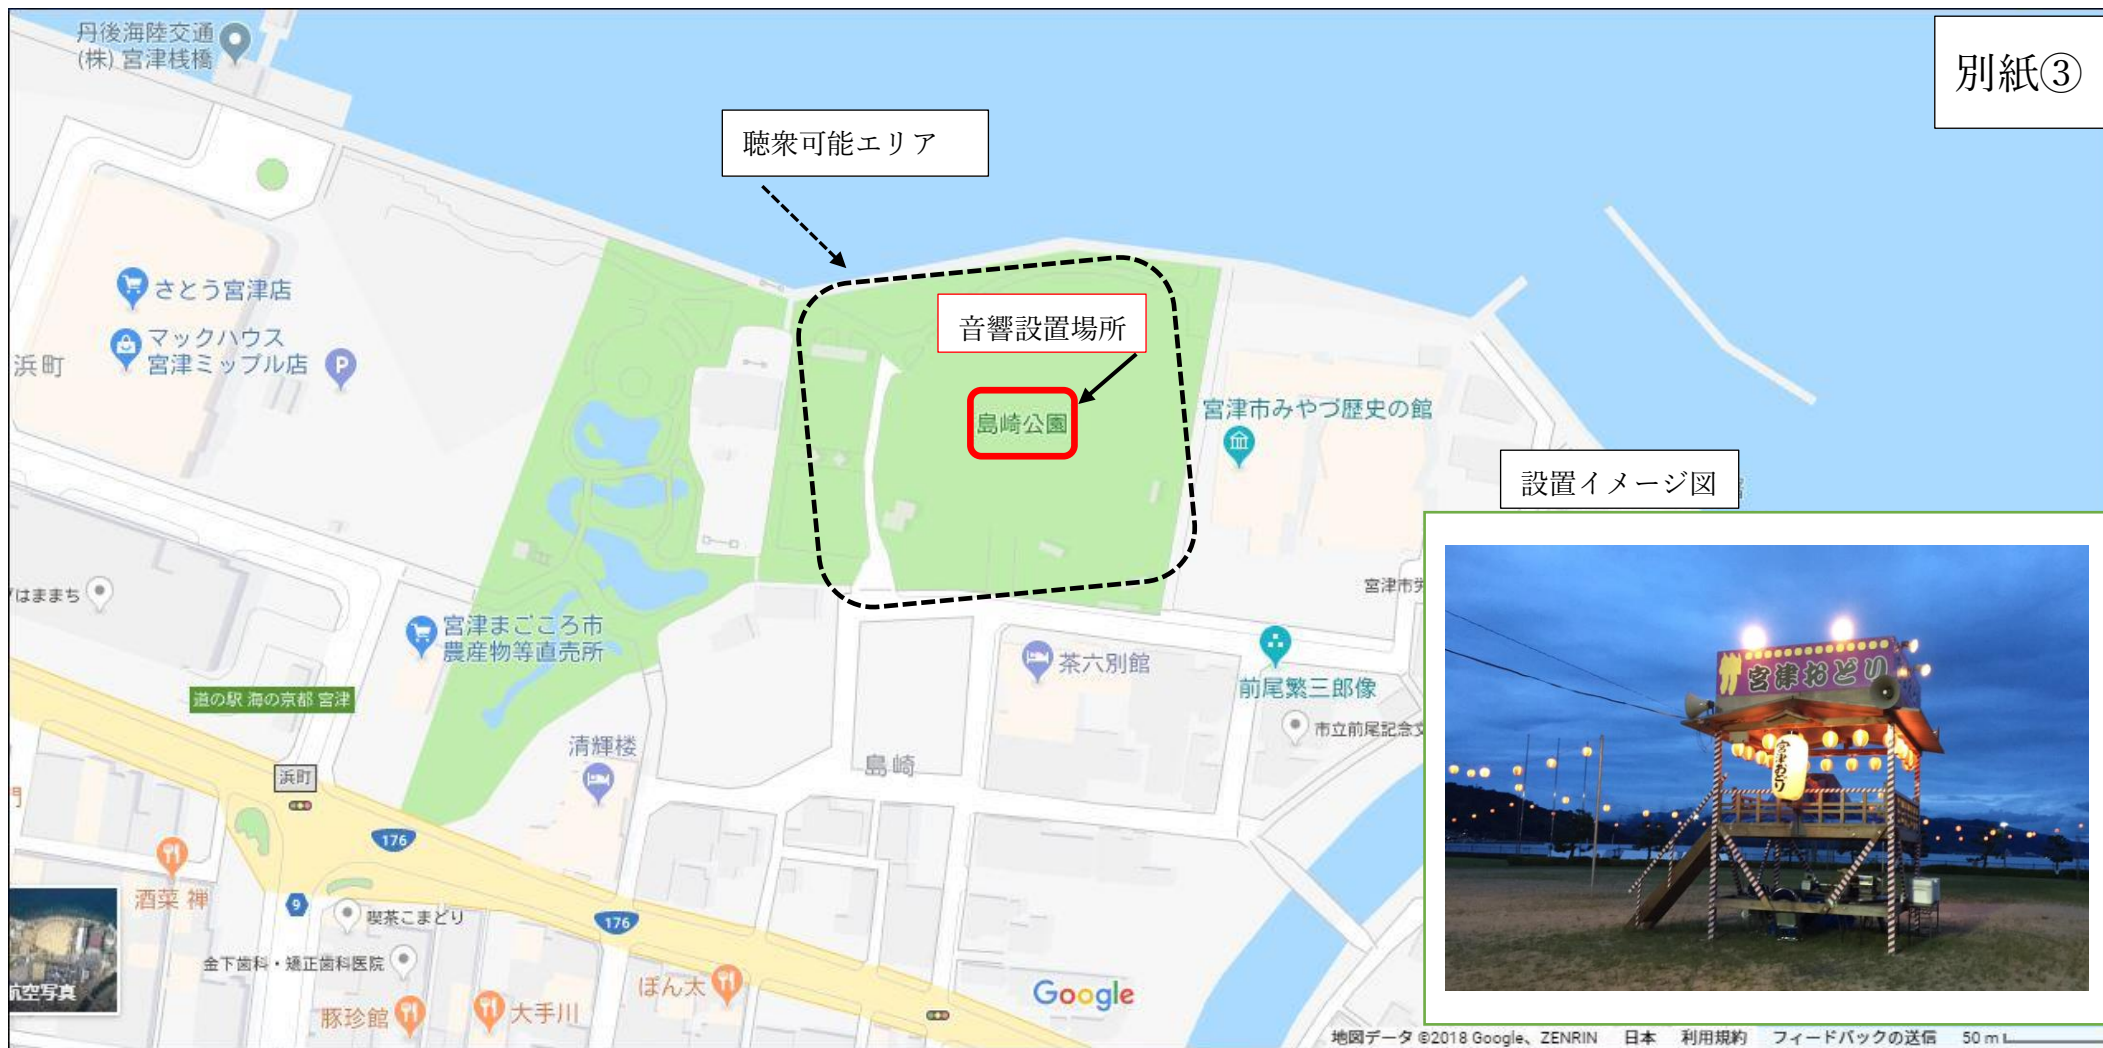 丹後海陸交通
(株) 宮津桟橋
別紙③
聴衆可能エリア
さとう宮津店
マックハウス
宮津ミップル店
P
浜町
音響設置場所
島崎公園
宮津市みやづ歴史の館
設置イメージ図
はままち
宮津まごころ市
農産物等直売所
道の駅 海の京都 宮津
茶六別館
前尾繁三郎像
市立前尾記念文
宮津市労
宮津おどり
宮津おどり
清輝楼
島崎
浜町
門
176
酒菜 禅
9
喫茶こまどり
176
金下歯科・矯正歯科医院
航空写真
豚珍館
大手川
ぽん太
Google
地図データ ©2018 Google、ZENRIN 日本 利用規約 フィードバックの送信 50 m